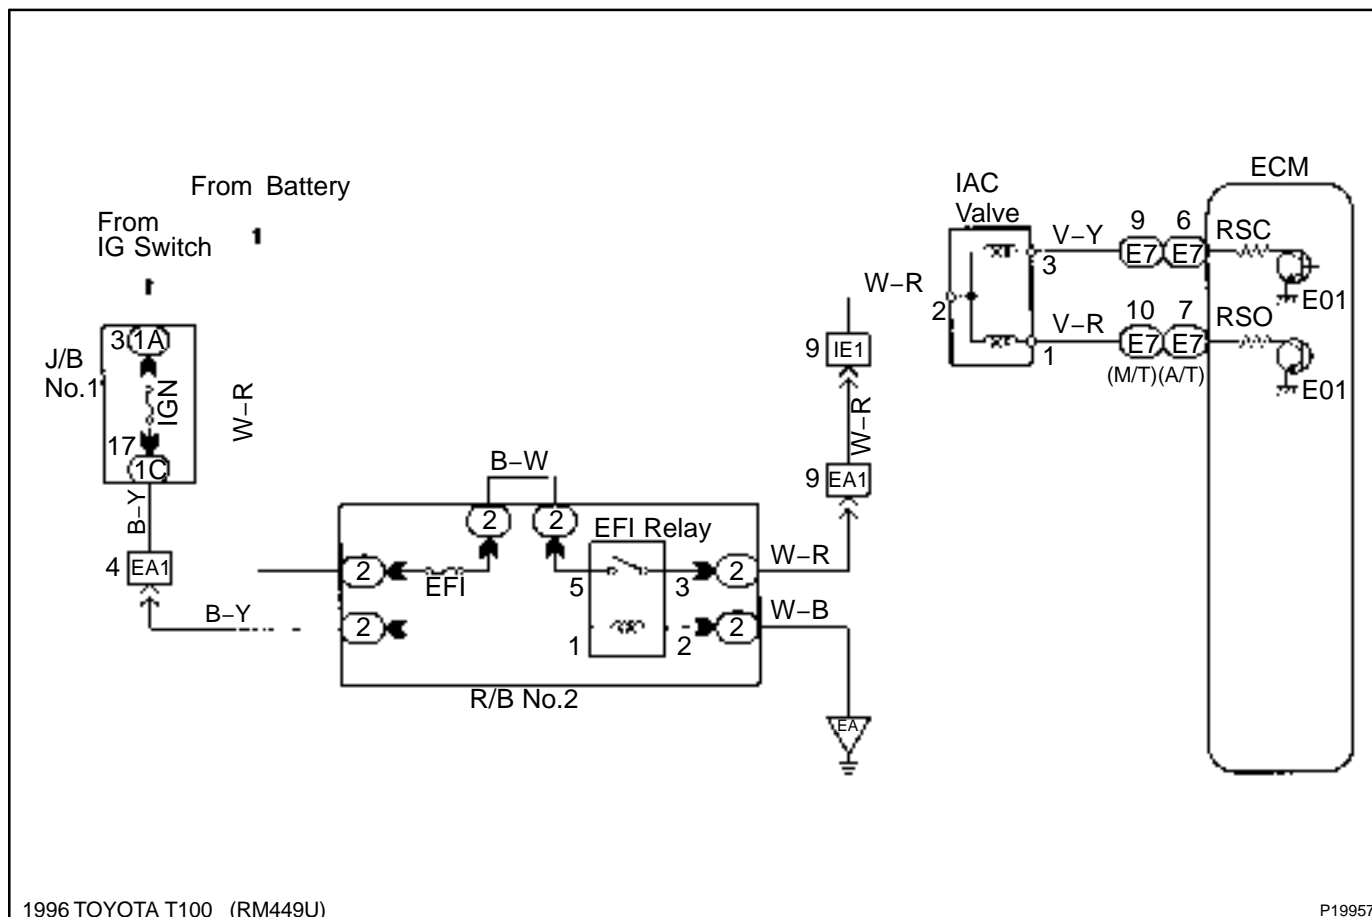 From Battery
From
IG Switch
1
1
J/B
No.1
3
1A
IGN
17
1C
B–Y
4
EA1
B–Y
W–R
B–W
2
2
2
EFI
2
EFI Relay
5
3
1
2
2
W–R
2
W–B
R/B No.2
EA
9
EA1
W–R
9
IE1
W–R
IAC
Valve
2
3
1
V–Y
V–R
9
6
E7
E7
10
7
E7
E7
(M/T)(A/T)
ECM
RSC
E01
RSO
E01
1996 TOYOTA T100 (RM449U)
P19957